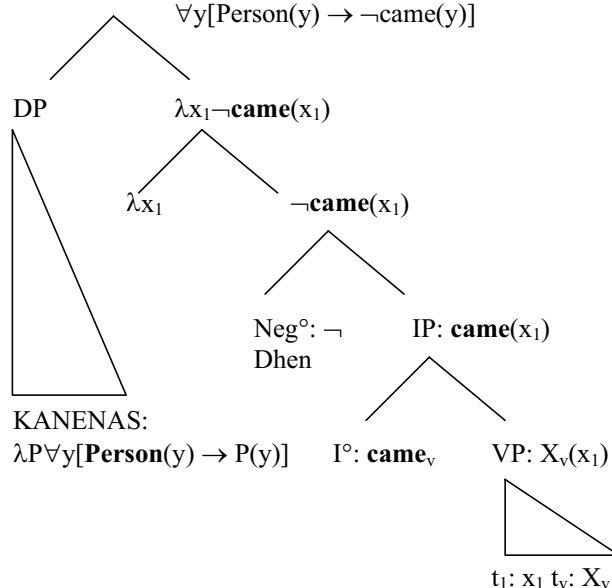 ∀y[Person(y) → ¬came(y)]
DP λx₁¬came(x₁)
λx₁ ¬came(x₁)
Neg°: ¬ IP: came(x₁)
Dhen
KANENAS:
λP∀y[Person(y) → P(y)] I°: cameᵥ VP: Xᵥ(x₁)
t₁: x₁ tᵥ: Xᵥ